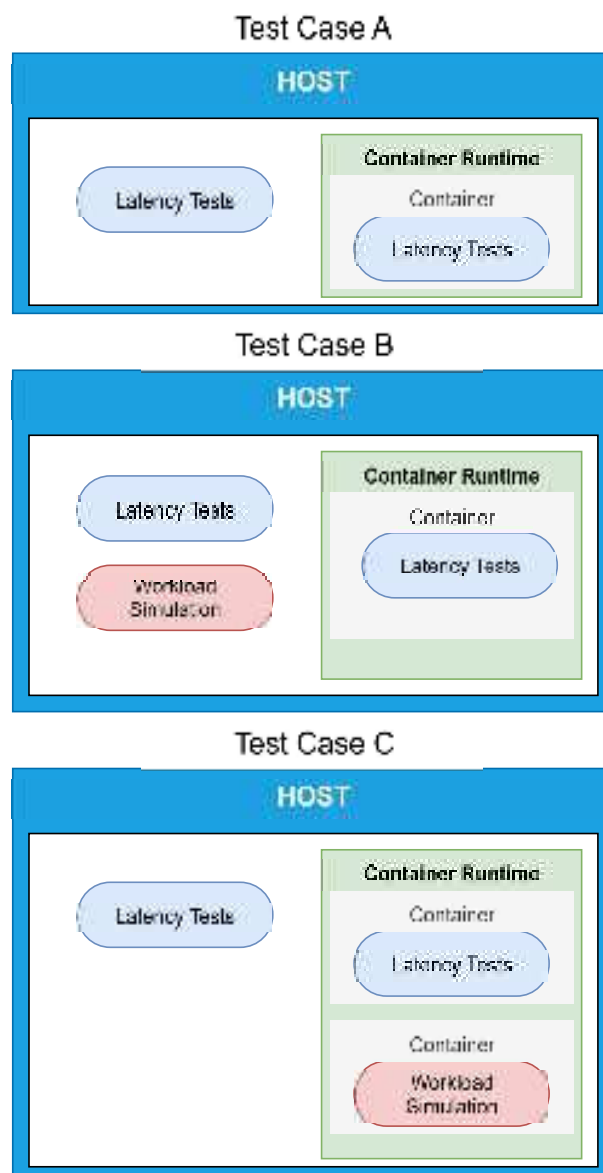 Test Case A
HOST
Container Runtime
Latency Tests
Container
Latency Tests
Test Case B
HOST
Container Runtime
Latency Tests
Container
Latency Tests
Workload
Simulation
Test Case C
HOST
Container Runtime
Latency Tests
Container
Latency Tests
Container
Workload
Simulation